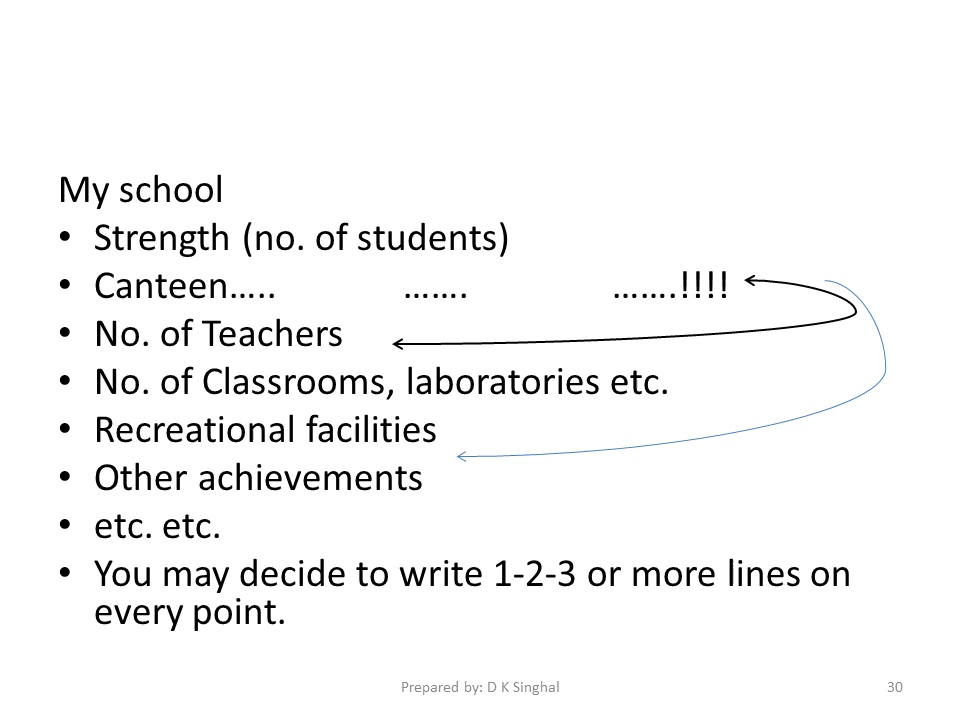 My school
• Strength (no. of students)
• Canteen….. ……. …….!!!!
• No. of Teachers
• No. of Classrooms, laboratories etc.
• Recreational facilities
• Other achievements
• etc. etc.
• You may decide to write 1-2-3 or more lines on
every point.
Prepared by: D K Singhal
30